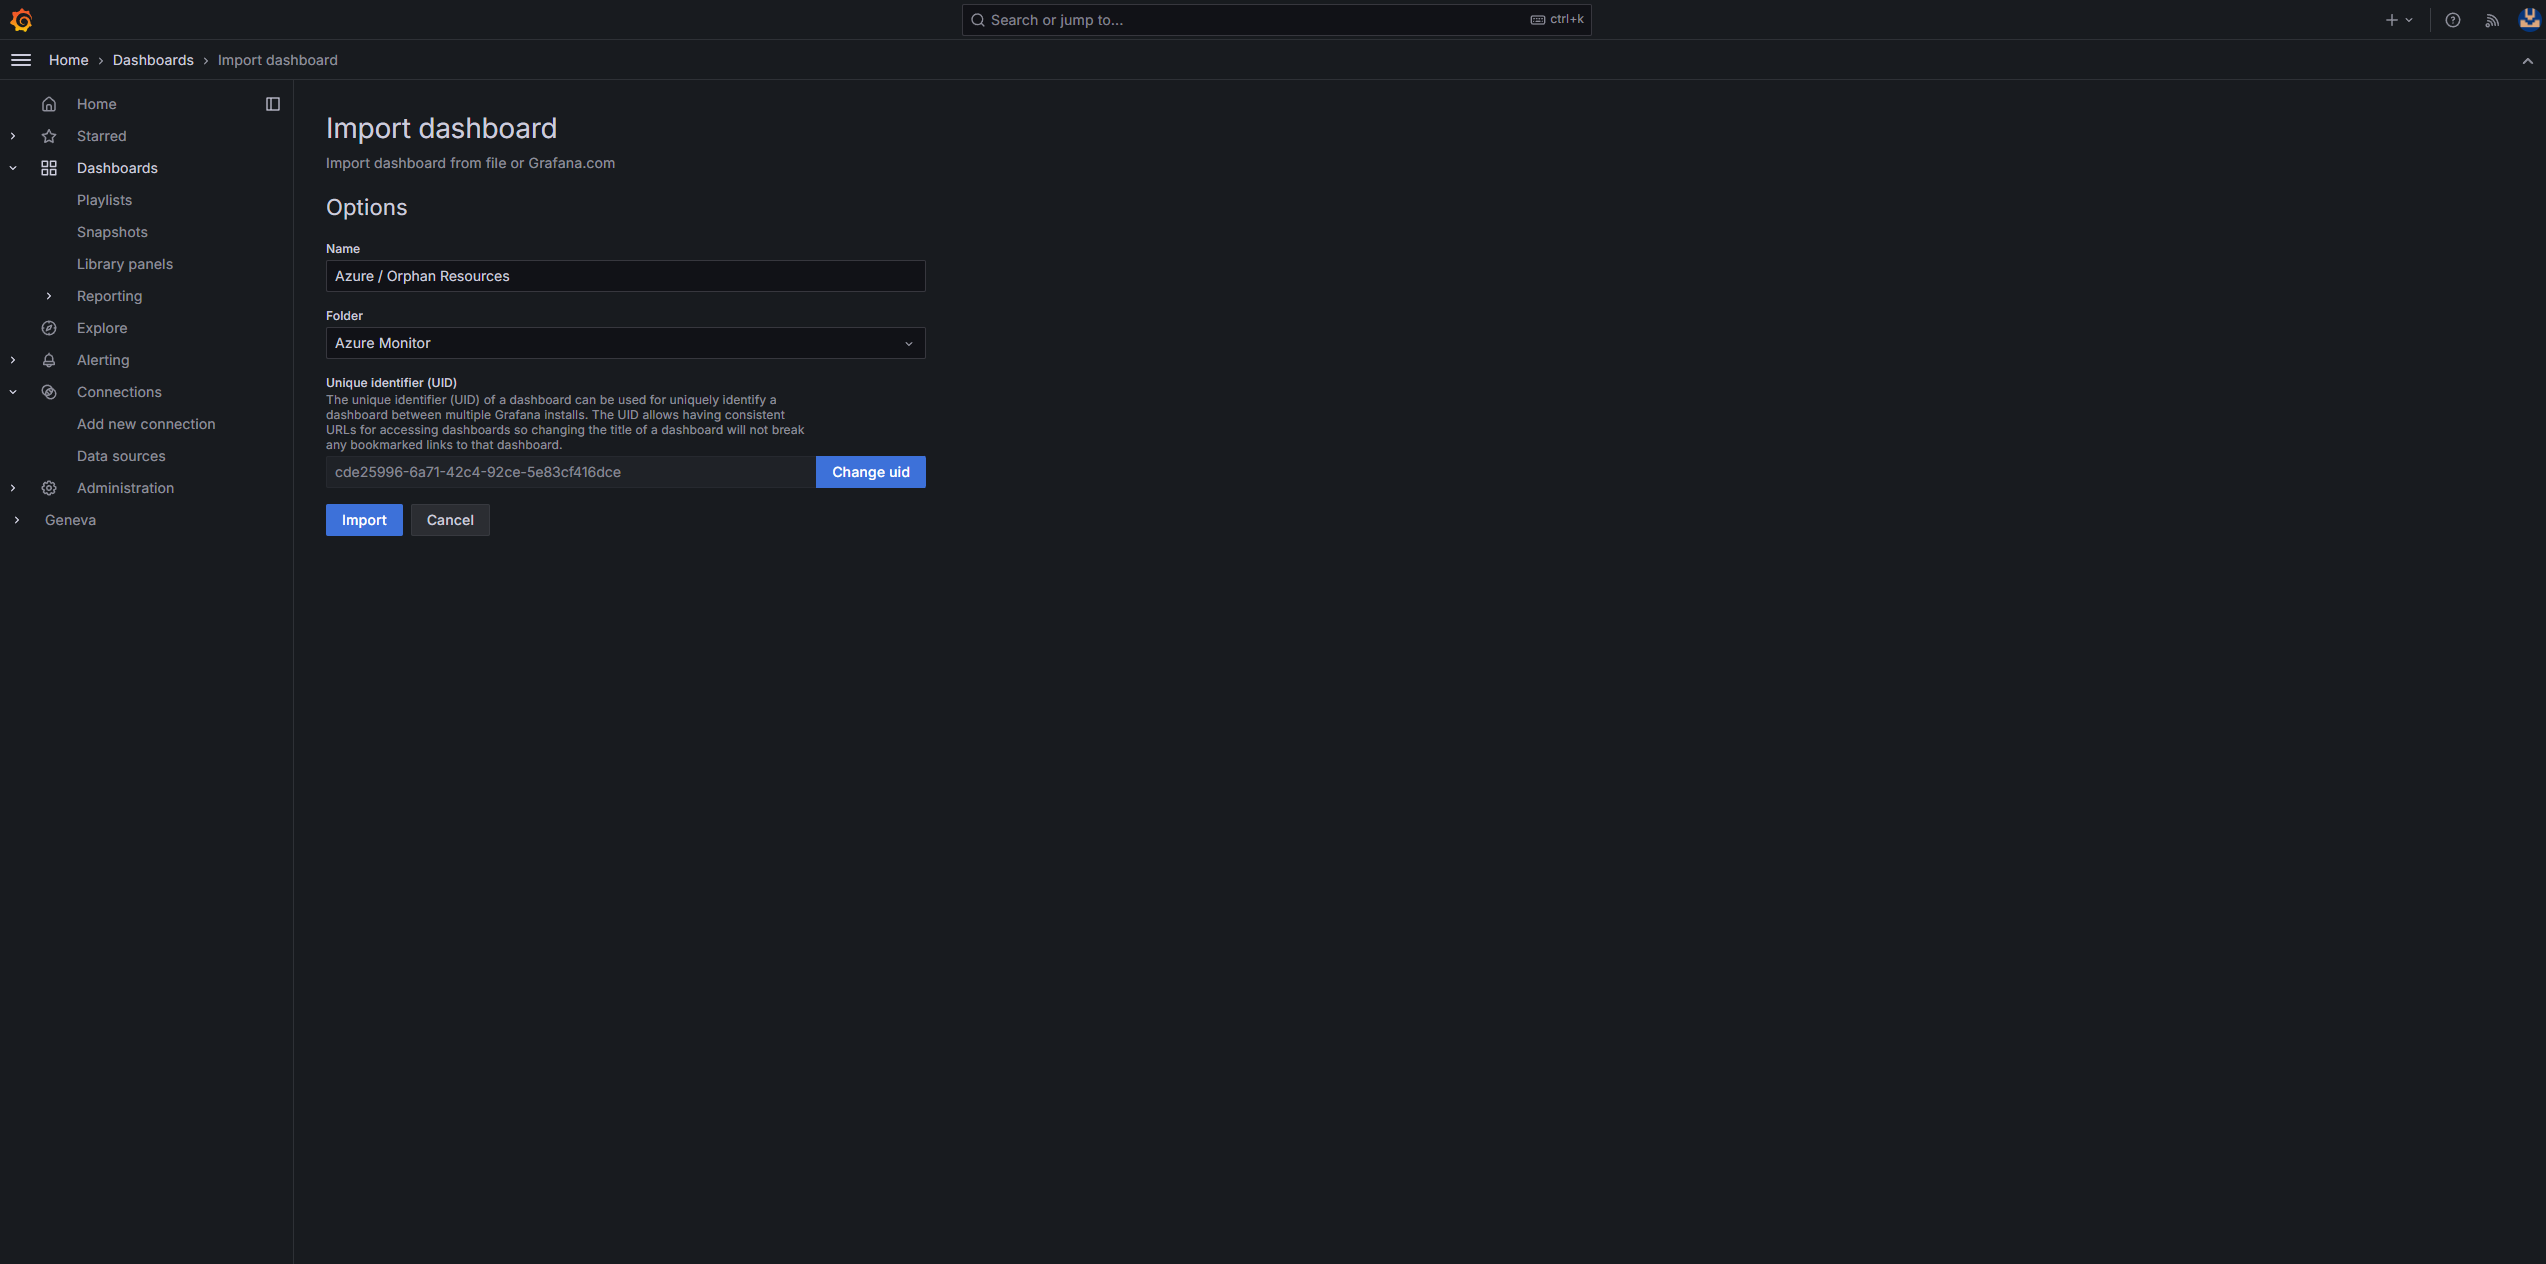 Search or jump to...
ctrl+k
Home › Dashboards › Import dashboard
Home
Starred
Dashboards
Playlists
Snapshots
Library panels
Reporting
Explore
Alerting
Connections
Add new connection
Data sources
Administration
Geneva
Import dashboard
Import dashboard from file or Grafana.com
Options
Name
Azure / Orphan Resources
Folder
Azure Monitor
Unique identifier (UID)
The unique identifier (UID) of a dashboard can be used for uniquely identify a
dashboard between multiple Grafana installs. The UID allows having consistent
URLs for accessing dashboards so changing the title of a dashboard will not break
any bookmarked links to that dashboard.
cde25996-6a71-42c4-92ce-5e83cf416dce
Change uid
Import
Cancel